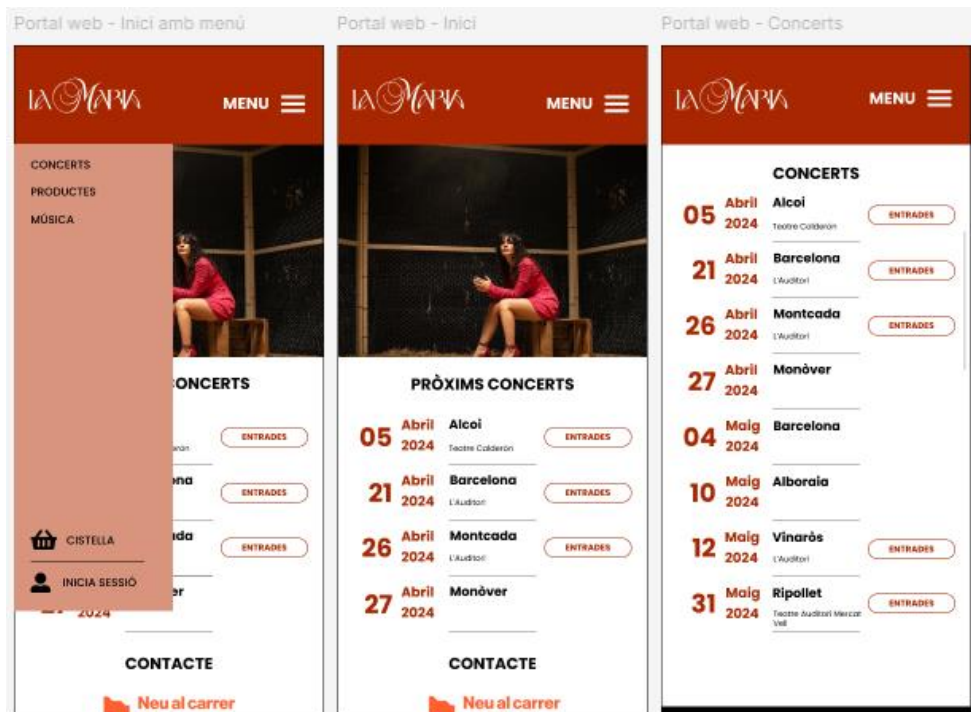 Portal web - Inici amb menú
LA MARIA
MENU
CONCERTS
PRODUCTES
MÚSICA
CISTELLA
INICIA SESSIÓ
ONCERTS
ENTRADES
ona
ENTRADES
ada
ENTRADES
er
2024
CONTACTE
Neu al carrer
Portal web - Inici
LA MARIA
MENU
PRÒXIMS CONCERTS
05 Abril 2024 Alcoi
Teatre Calderón
ENTRADES
21 Abril 2024 Barcelona
L'Auditori
ENTRADES
26 Abril 2024 Montcada
L'Auditori
ENTRADES
27 Abril 2024 Monòver
CONTACTE
Neu al carrer
Portal web - Concerts
LA MARIA
MENU
CONCERTS
05 Abril 2024 Alcoi
Teatre Calderón
ENTRADES
21 Abril 2024 Barcelona
L'Auditori
ENTRADES
26 Abril 2024 Montcada
L'Auditori
ENTRADES
27 Abril 2024 Monòver
04 Maig 2024 Barcelona
10 Maig 2024 Alboraia
12 Maig 2024 Vinaròs
L'Auditori
ENTRADES
31 Maig 2024 Ripollet
Teatre Auditori Mercat
Vell
ENTRADES